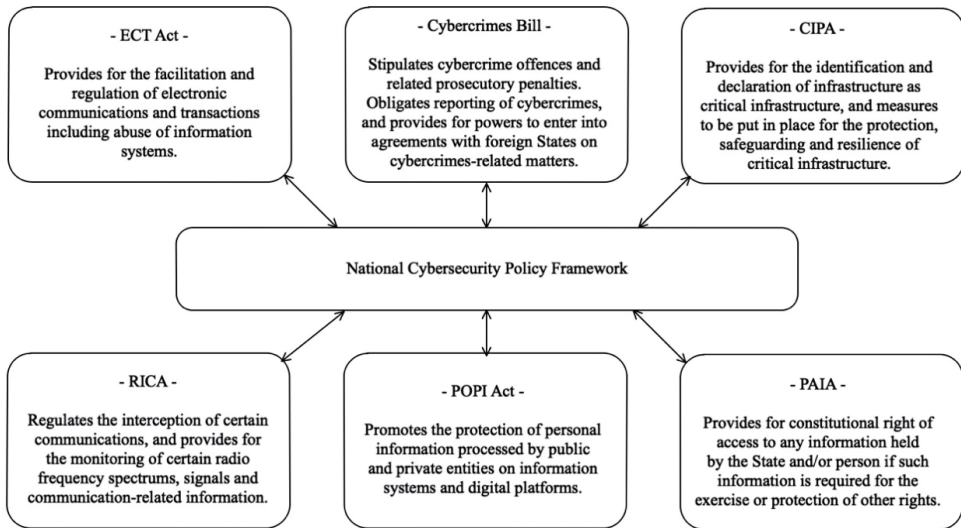 - ECT Act -
Provides for the facilitation and
regulation of electronic
communications and transactions
including abuse of information
systems.
- Cybercrimes Bill -
Stipulates cybercrime offences and
related prosecutory penalties.
Obligates reporting of cybercrimes,
and provides for powers to enter into
agreements with foreign States on
cybercrimes-related matters.
- CIPA -
Provides for the identification and
declaration of infrastructure as
critical infrastructure, and measures
to be put in place for the protection,
safeguarding and resilience of
critical infrastructure.
National Cybersecurity Policy Framework
- RICA -
Regulates the interception of certain
communications, and provides for
the monitoring of certain radio
frequency spectrums, signals and
communication-related information.
- POPI Act -
Promotes the protection of personal
information processed by public
and private entities on information
systems and digital platforms.
- PAIA -
Provides for constitutional right of
access to any information held
by the State and/or person if such
information is required for the
exercise or protection of other rights.